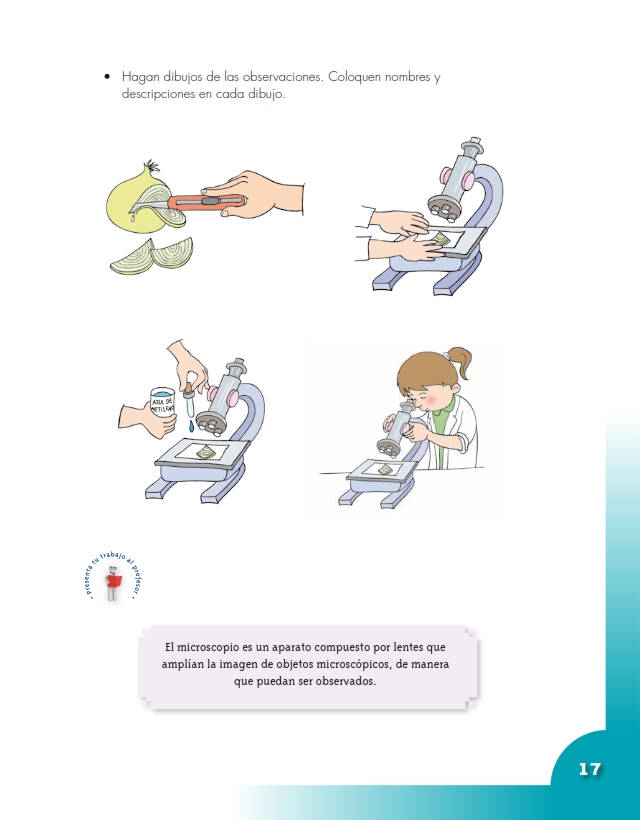 • Hagan dibujos de las observaciones. Coloquen nombres y
descripciones en cada dibujo.
AZUL DE
METILENO
• Presenta tu trabajo al profesor •
El microscopio es un aparato compuesto por lentes que
amplían la imagen de objetos microscópicos, de manera
que puedan ser observados.
17